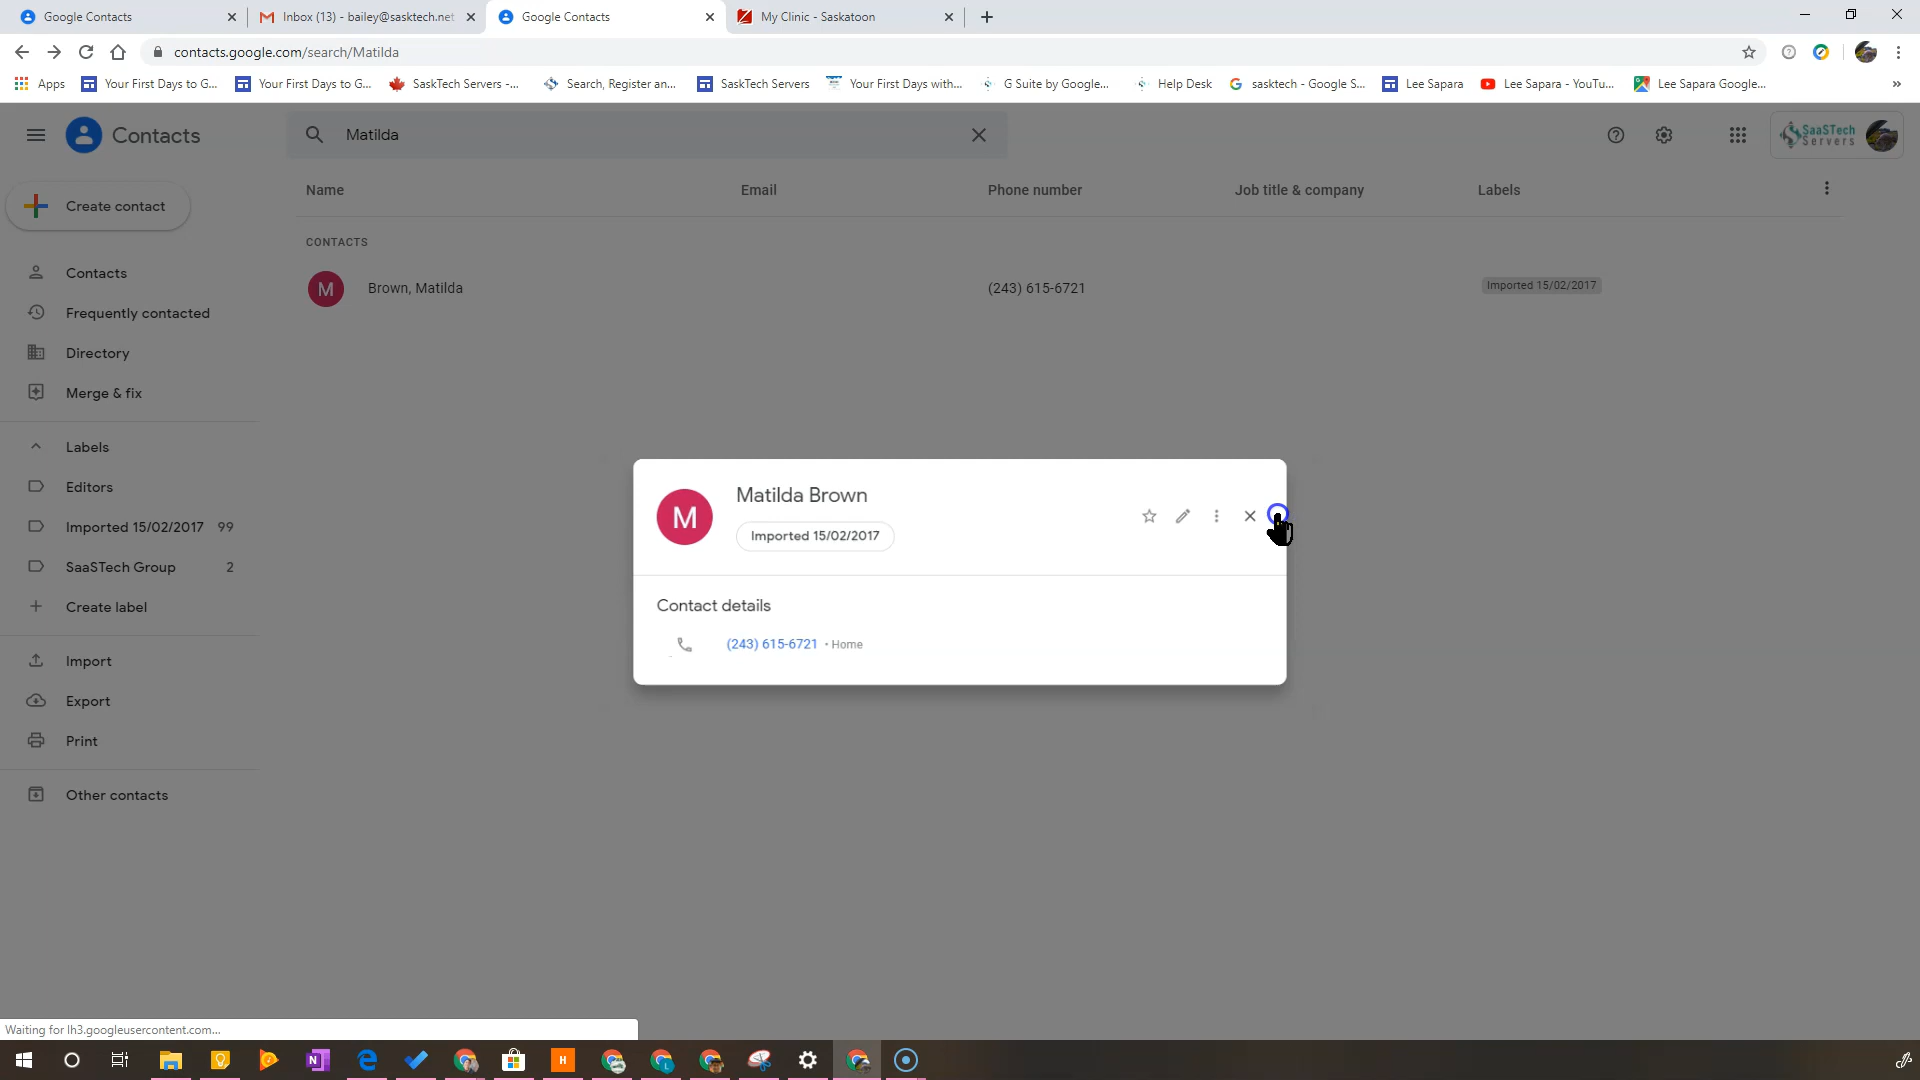 Google Contacts
Inbox (13) - bailey@sasktech.net
Google Contacts
My Clinic - Saskatoon
contacts.google.com/search/Matilda
Apps
Your First Days to G...
Your First Days to G...
SaskTech Servers -...
Search, Register an...
SaskTech Servers
Your First Days with...
G Suite by Google...
Help Desk
sasktech - Google S...
Lee Sapara
Lee Sapara - YouTu...
Lee Sapara Google...
»
Contacts
Matilda
SaaSTech
Servers
Name
Email
Phone number
Job title & company
Labels
Create contact
CONTACTS
M
Brown, Matilda
(243) 615-6721
Imported 15/02/2017
Contacts
Frequently contacted
Directory
Merge & fix
Labels
Editors
Imported 15/02/2017 99
SaaSTech Group 2
Create label
Import
Export
Print
Other contacts
M
Matilda Brown
Imported 15/02/2017
Contact details
(243) 615-6721 • Home
Waiting for lh3.googleusercontent.com...